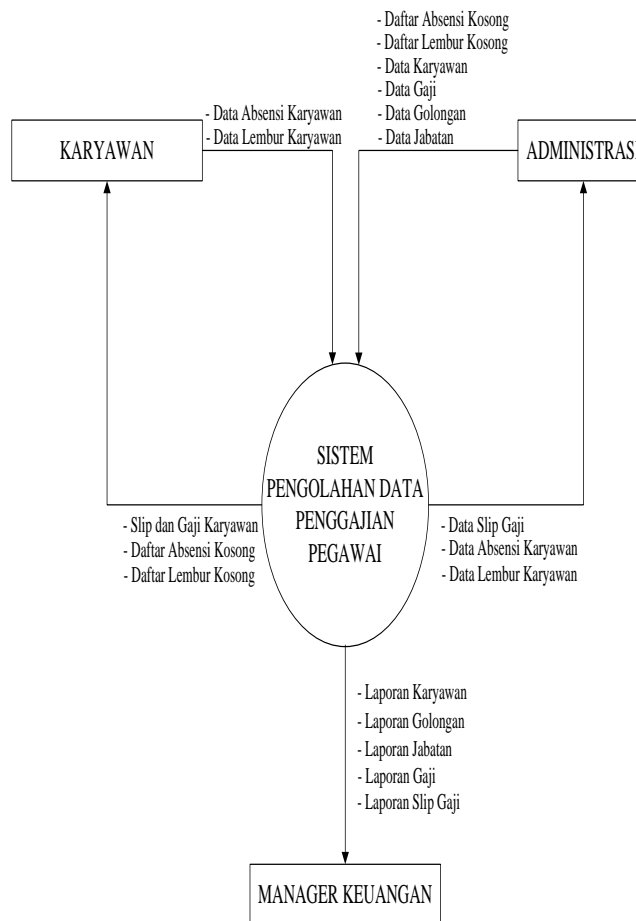 - Daftar Absensi Kosong
- Daftar Lembur Kosong
- Data Karyawan
- Data Gaji
- Data Golongan
- Data Jabatan
- Data Absensi Karyawan
- Data Lembur Karyawan
KARYAWAN
ADMINISTRASI
SISTEM
PENGOLAHAN DATA
PENGGAJIAN
PEGAWAI
- Slip dan Gaji Karyawan
- Daftar Absensi Kosong
- Daftar Lembur Kosong
- Data Slip Gaji
- Data Absensi Karyawan
- Data Lembur Karyawan
- Laporan Karyawan
- Laporan Golongan
- Laporan Jabatan
- Laporan Gaji
- Laporan Slip Gaji
MANAGER KEUANGAN